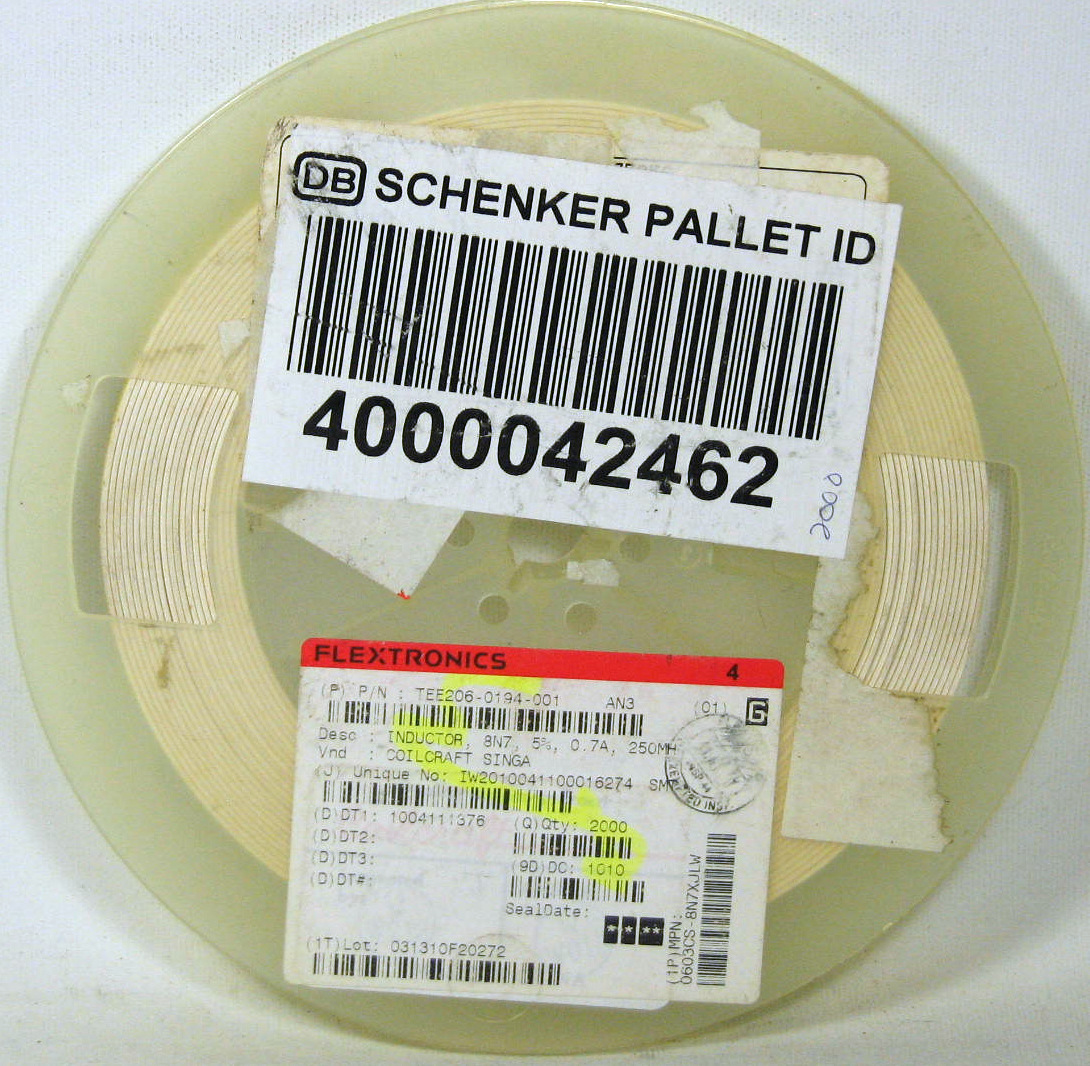 DB SCHENKER PALLET ID
4000042462
2000
FLEXTRONICS 4
(P) P/N : TEE206-0194-001 AN3 (01) G
Desc : INDUCTOR, 8N7, 5%, 0.7A, 250MH
Vnd : COILCRAFT SINGA
(J) Unique No: IW2010041100016274 SM
(D)DT1: 1004111376 (Q)Qty: 2000
(D)DT2:
(D)DT3: (9D)DC: 1010
(D)DT#:
SealDate:
****
(1T)Lot: 031310F20272
(1P)MPN:
0603CS-8N7XJLW